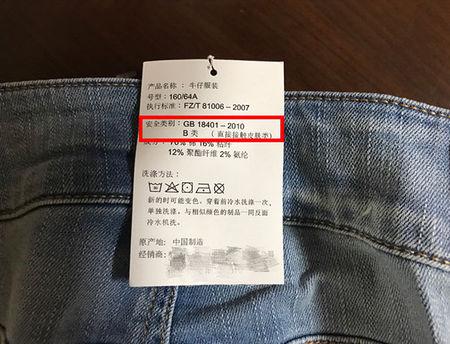 产品名称：牛仔服装
号型：160/64A
执行标准：FZ/T 81006-2007
安全类别：GB 18401-2010
B 类 （直接接触皮肤类）
成分：70% 棉 16% 粘纤
12% 聚酯纤维 2% 氨纶
洗涤方法：
新的时可能变色，穿着前冷水洗涤一次，
单独洗涤。与相似颜色的制品一同反面
冷水机洗。
原产地：中国制造
经销商：